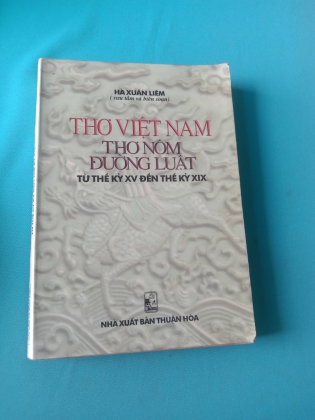 HÀ XUÂN LIÊM
(sưu tầm và biên soạn)
THƠ VIỆT NAM
THƠ NÔM
ĐƯỜNG LUẬT
TỪ THẾ KỶ XV ĐẾN THẾ KỶ XIX
NHÀ XUẤT BẢN THUẬN HÓA